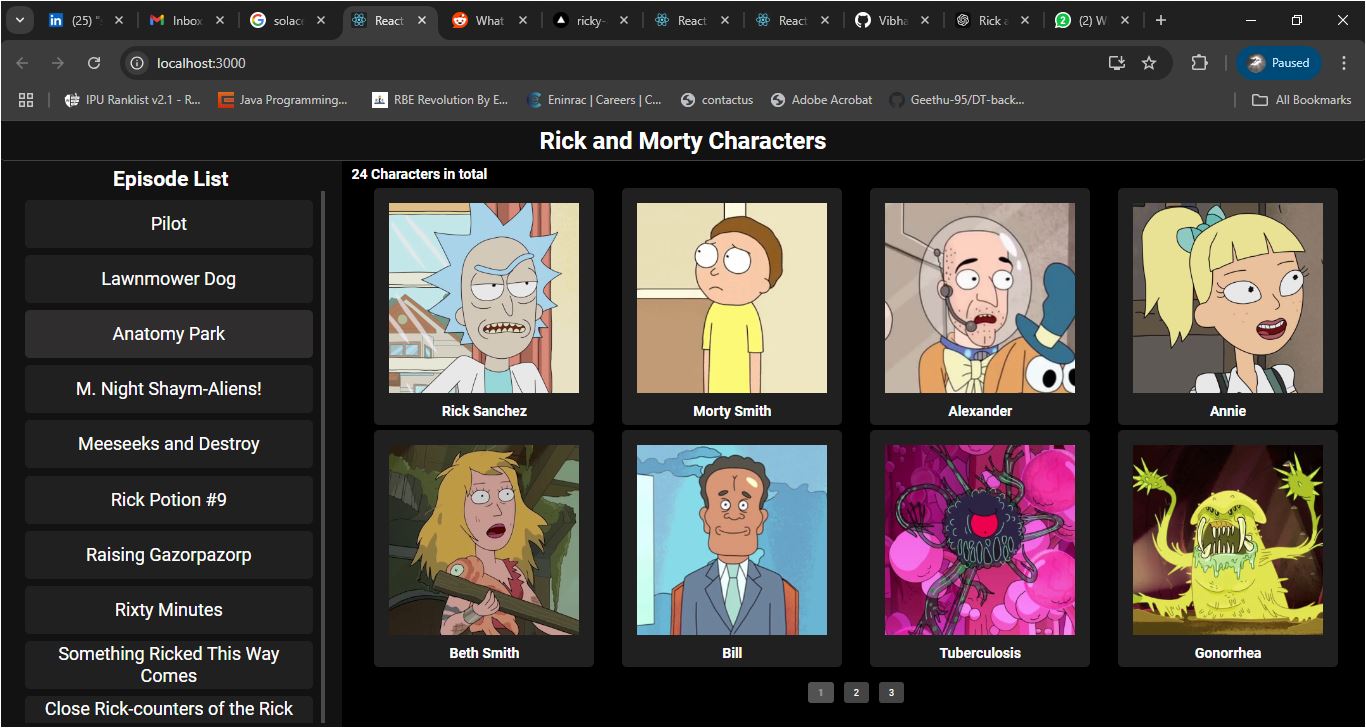 (25) "s
Inbox
solace
React
What
ricky-
React
React
Vibha
Rick a
2
(2) W
localhost:3000
Paused
IPU Ranklist v2.1 - R...
Java Programming...
RBE Revolution By E...
Eninrac | Careers | C...
contactus
Adobe Acrobat
Geethu-95/DT-back...
All Bookmarks
Rick and Morty Characters
Episode List
Pilot
Lawnmower Dog
Anatomy Park
M. Night Shaym-Aliens!
Meeseeks and Destroy
Rick Potion #9
Raising Gazorpazorp
Rixty Minutes
Something Ricked This Way
Comes
Close Rick-counters of the Rick
24 Characters in total
Rick Sanchez
Morty Smith
Alexander
Annie
Beth Smith
Bill
Tuberculosis
Gonorrhea
1
2
3